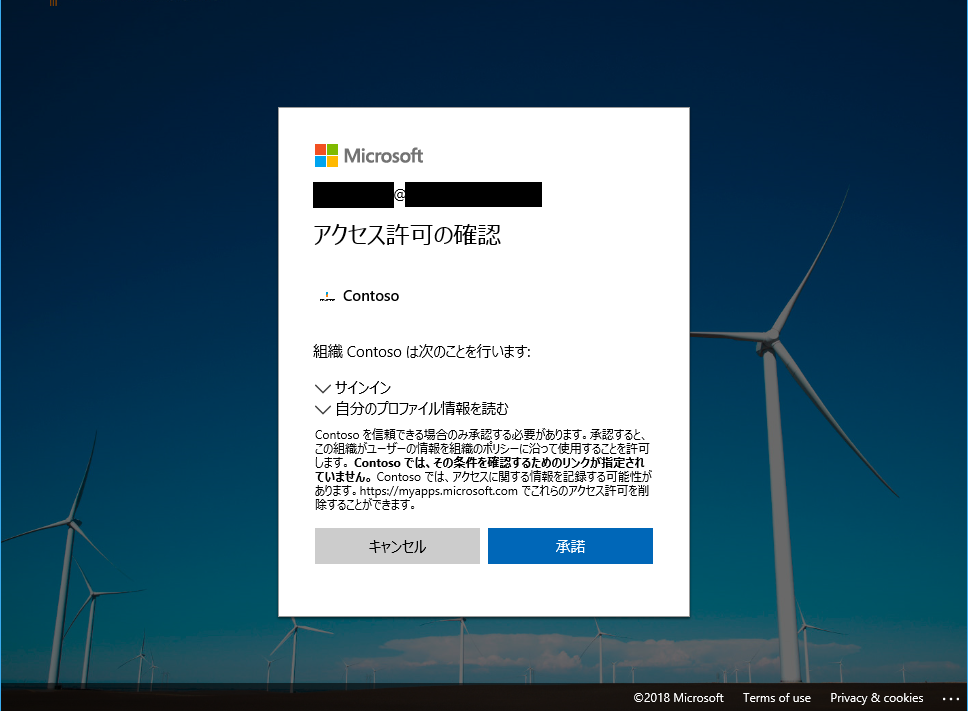 Microsoft
@
アクセス許可の確認
Contoso
組織 Contoso は次のことを行います:
サインイン
自分のプロファイル情報を読む
Contoso を信頼できる場合のみ承認する必要があります。承認すると、
この組織がユーザーの情報を組織のポリシーに沿って使用することを許可
します。Contoso では、その条件を確認するためのリンクが指定され
ていません。Contoso では、アクセスに関する情報を記録する可能性が
あります。https://myapps.microsoft.com でこれらのアクセス許可を削
除することができます。
キャンセル
承諾
©2018 Microsoft Terms of use Privacy & cookies ...